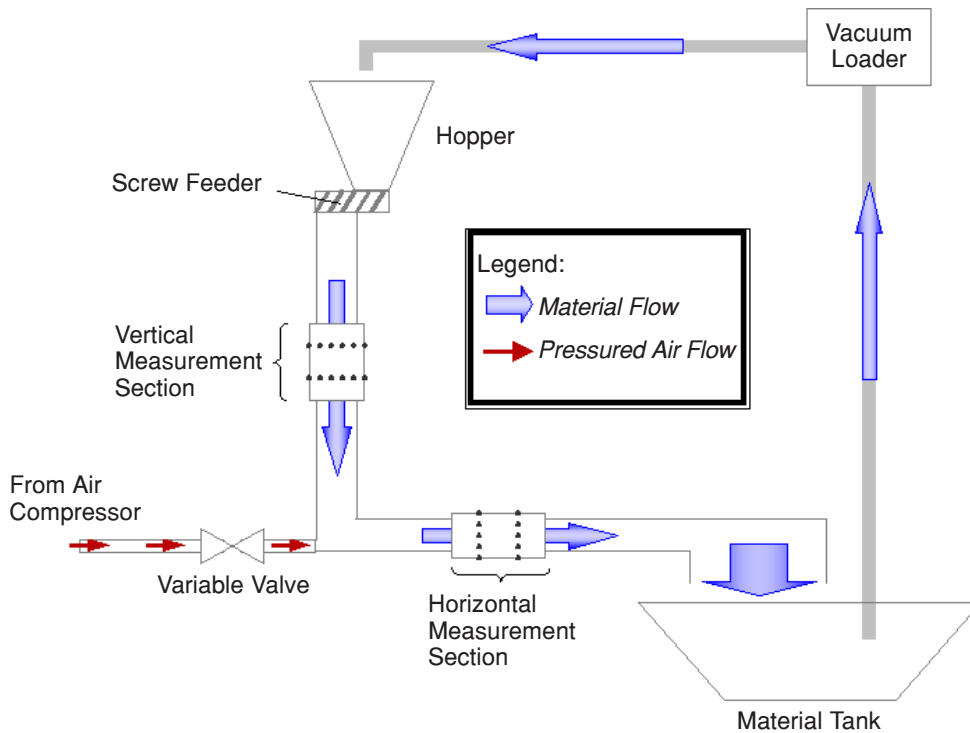 Vacuum
Loader
Hopper
Screw Feeder
Legend:
Material Flow
Pressured Air Flow
Vertical
Measurement
Section
From Air
Compressor
Variable Valve
Horizontal
Measurement
Section
Material Tank